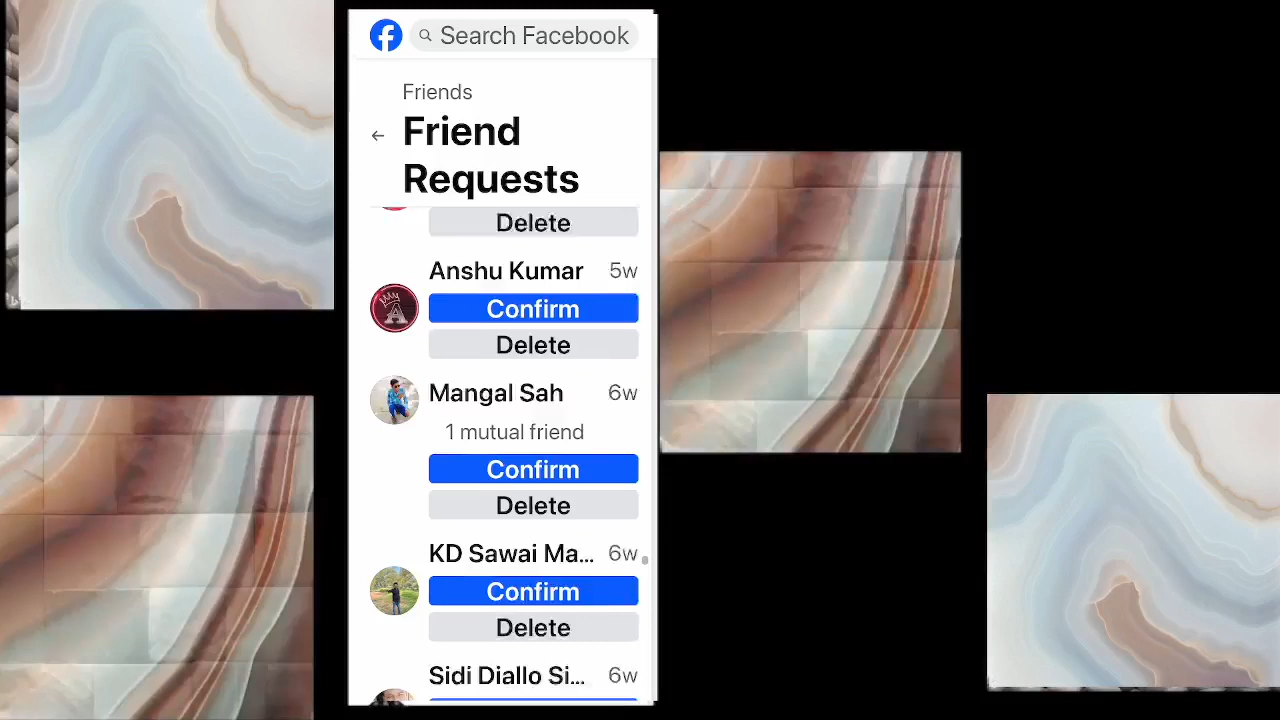 Search Facebook
Friends
Friend
Requests
Delete
Anshu Kumar 5w
Confirm
Delete
Mangal Sah 6w
1 mutual friend
Confirm
Delete
KD Sawai Ma... 6w
Confirm
Delete
Sidi Diallo Si... 6w